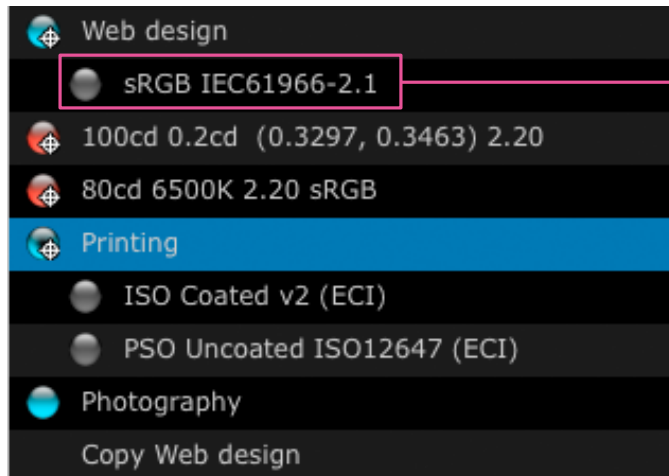 Web design
sRGB IEC61966-2.1
100cd 0.2cd (0.3297, 0.3463) 2.20
80cd 6500K 2.20 sRGB
Printing
ISO Coated v2 (ECI)
PSO Uncoated ISO12647 (ECI)
Photography
Copy Web design